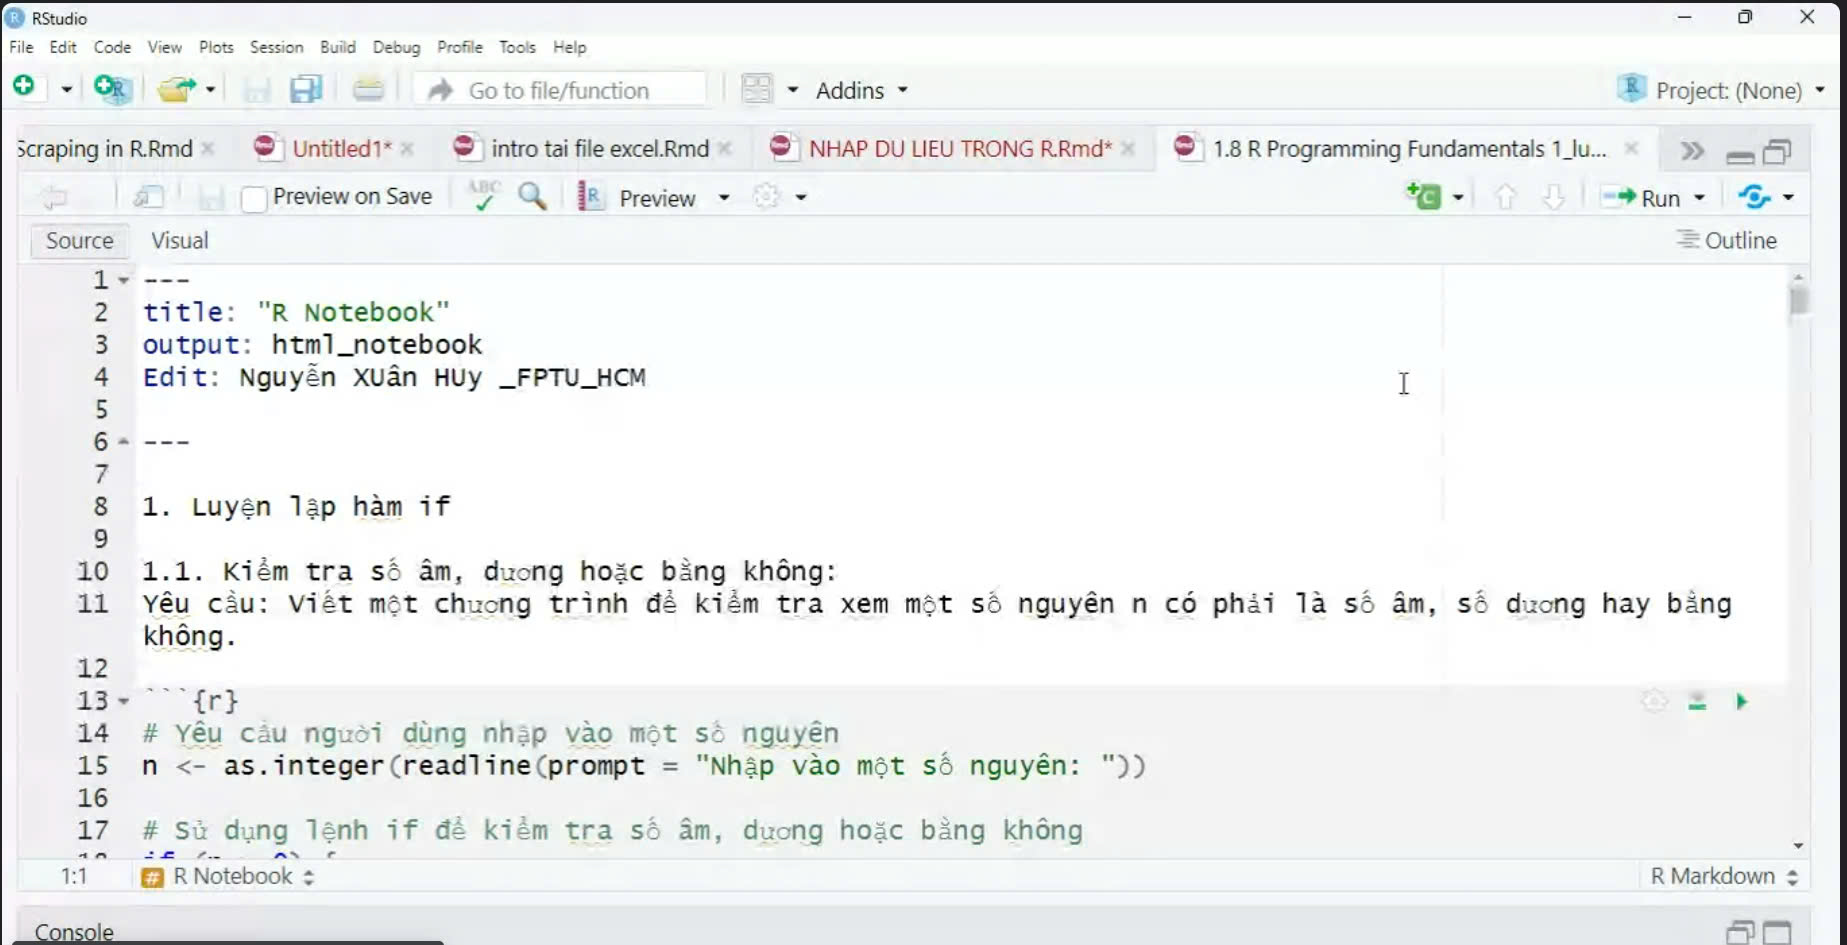 RStudio
File Edit Code View Plots Session Build Debug Profile Tools Help
Go to file/function Addins Project: (None)
Scraping in R.Rmd Untitled1* intro tai file excel.Rmd NHAP DU LIEU TRONG R.Rmd* 1.8 R Programming Fundamentals 1_lu...
Preview on Save Preview Run
Source Visual Outline
1 ---
2 title: "R Notebook"
3 output: html_notebook
4 Edit: Nguyễn XUân HUy _FPTU_HCM
5
6 ---
7
8 1. Luyện lập hàm if
9
10 1.1. Kiểm tra số âm, dương hoặc bằng không:
11 Yêu cầu: Viết một chương trình để kiểm tra xem một số nguyên n có phải là số âm, số dương hay bằng
không.
12
13 ```{r}
14 # Yêu cầu người dùng nhập vào một số nguyên
15 n <- as.integer(readline(prompt = "Nhập vào một số nguyên: "))
16
17 # Sử dụng lệnh if để kiểm tra số âm, dương hoặc bằng không
1:1 # R Notebook R Markdown
Console